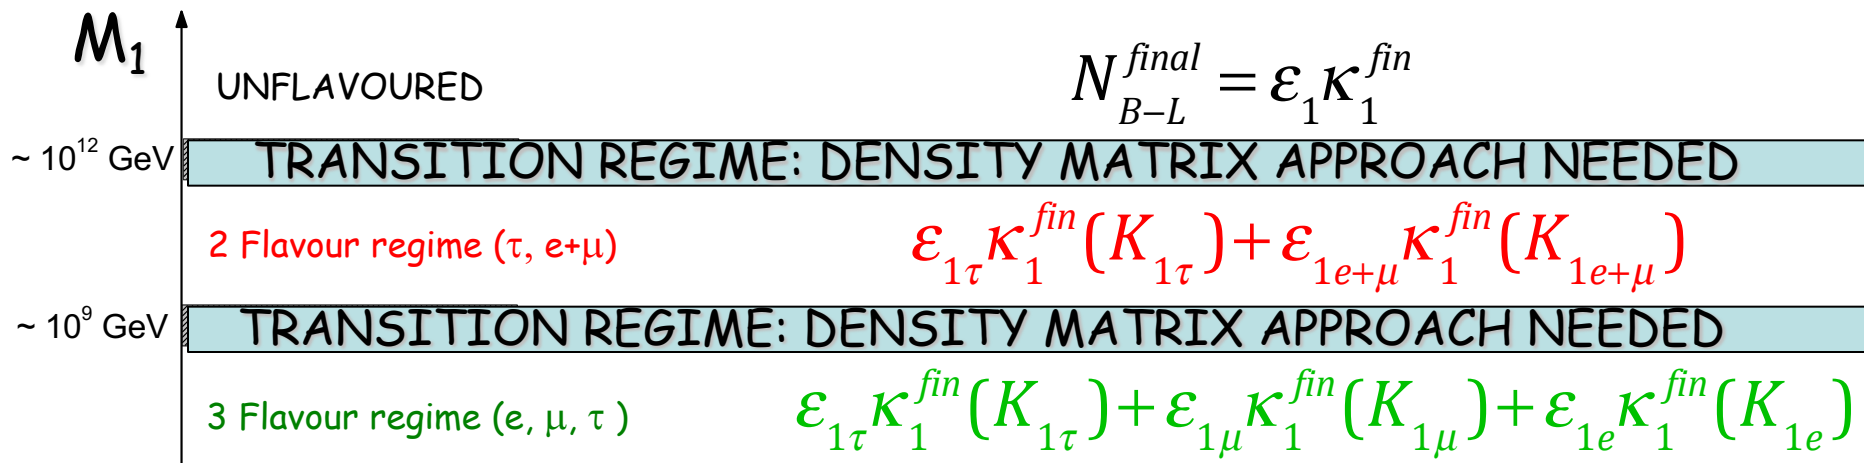 M₁
UNFLAVOURED
N_{B−L}^{final} = ε₁κ₁^{fin}
~ 10¹² GeV
TRANSITION REGIME: DENSITY MATRIX APPROACH NEEDED
2 Flavour regime (τ, e+μ)
ε_{1τ}κ₁^{fin}(K_{1τ})+ε_{1e+μ}κ₁^{fin}(K_{1e+μ})
~ 10⁹ GeV
TRANSITION REGIME: DENSITY MATRIX APPROACH NEEDED
3 Flavour regime (e, μ, τ )
ε_{1τ}κ₁^{fin}(K_{1τ})+ε_{1μ}κ₁^{fin}(K_{1μ})+ε_{1e}κ₁^{fin}(K_{1e})